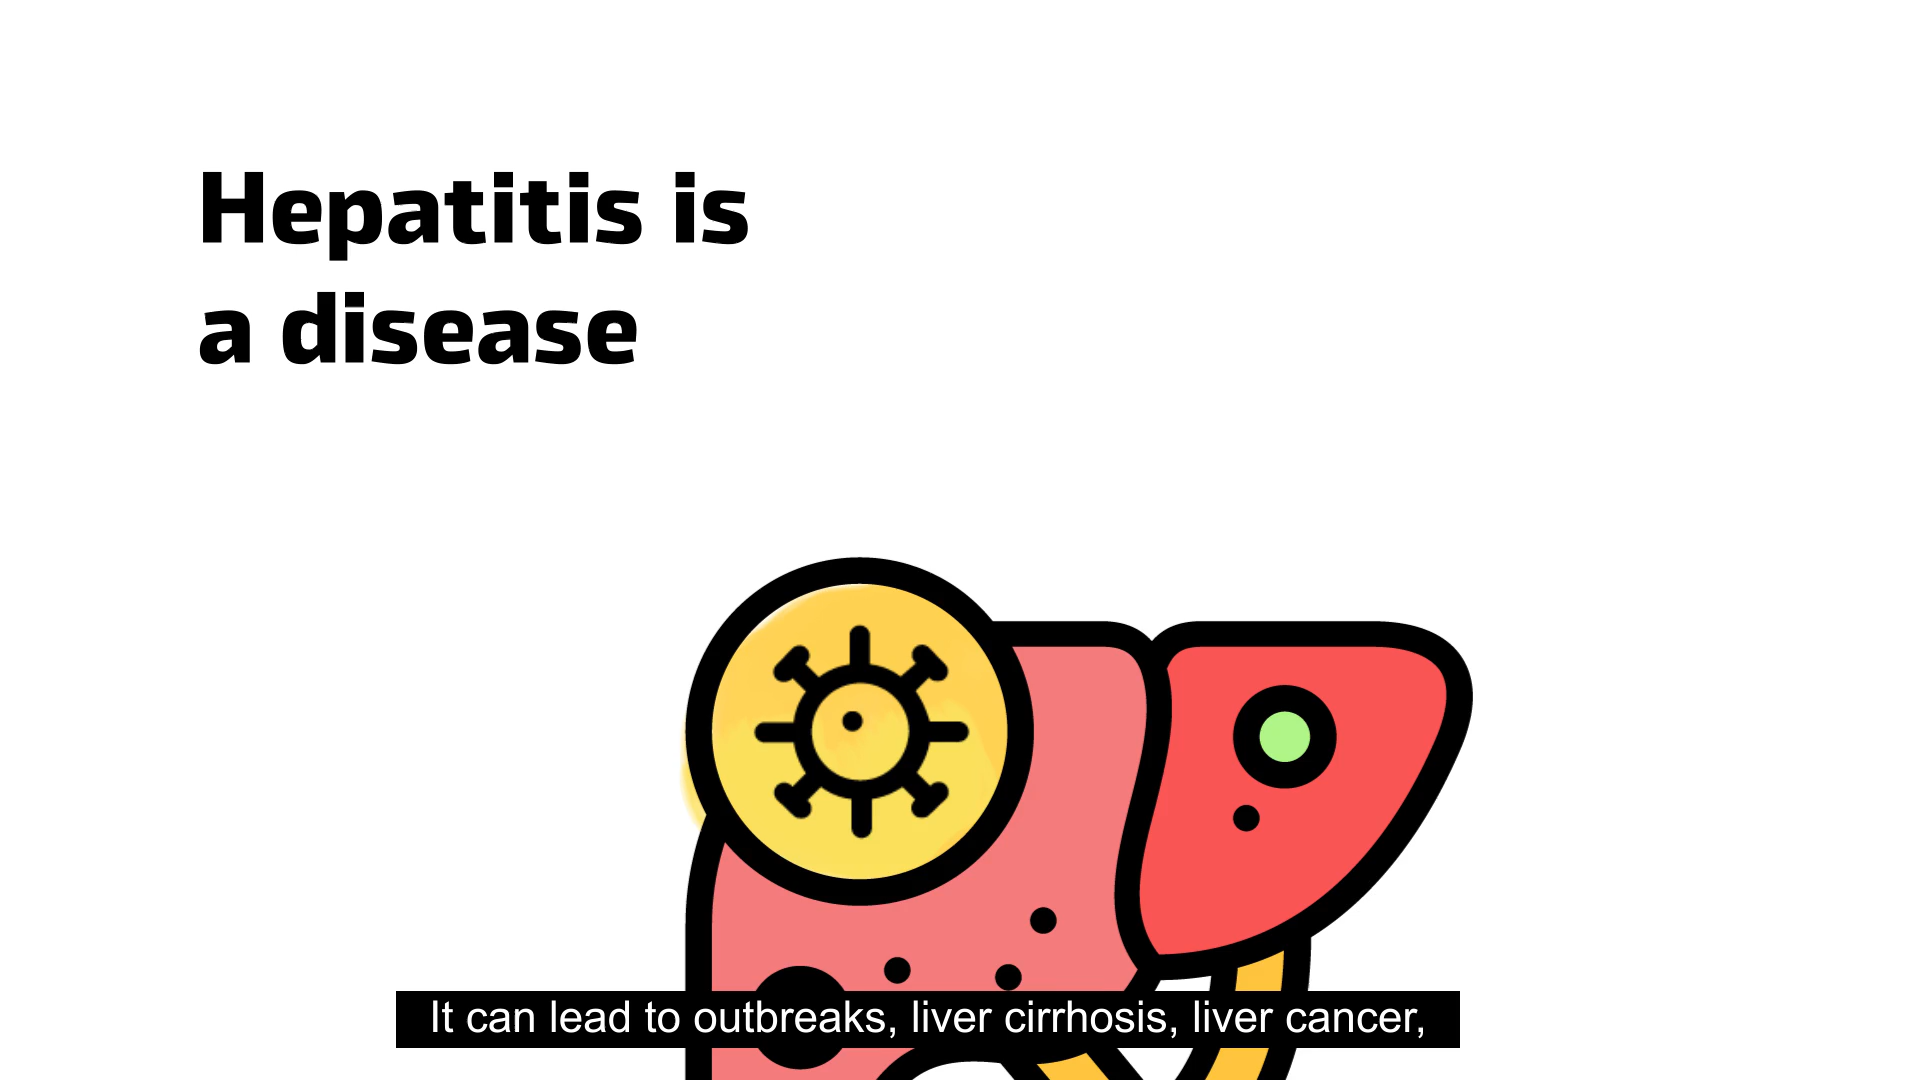 Hepatitis is
a disease
It can lead to outbreaks, liver cirrhosis, liver cancer,